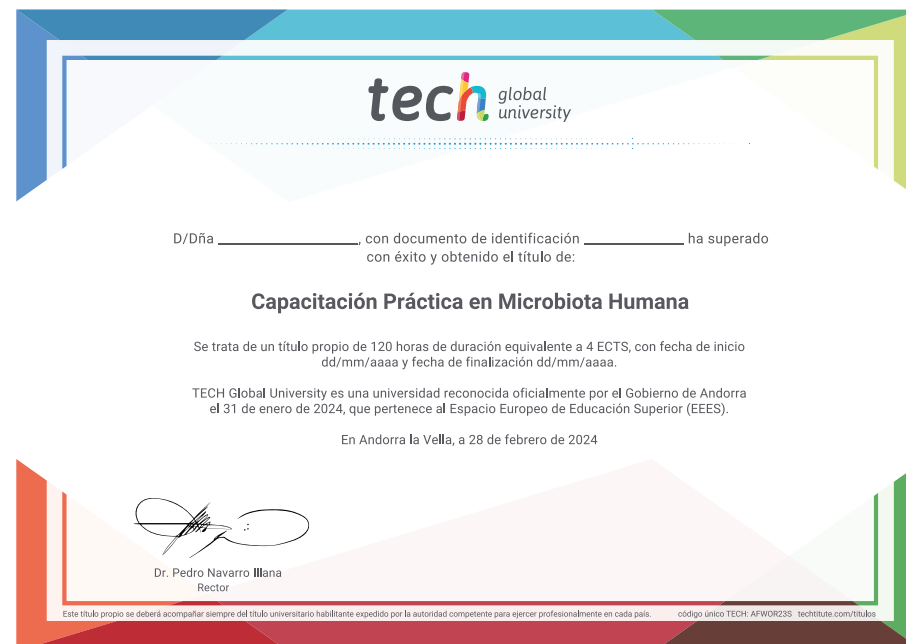 tech global university
D/Dña ____________________, con documento de identificación ______________ ha superado
con éxito y obtenido el título de:
Capacitación Práctica en Microbiota Humana
Se trata de un título propio de 120 horas de duración equivalente a 4 ECTS, con fecha de inicio
dd/mm/aaaa y fecha de finalización dd/mm/aaaa.
TECH Global University es una universidad reconocida oficialmente por el Gobierno de Andorra
el 31 de enero de 2024, que pertenece al Espacio Europeo de Educación Superior (EEES).
En Andorra la Vella, a 28 de febrero de 2024
Dr. Pedro Navarro Illana
Rector
Este título propio se deberá acompañar siempre del título universitario habilitante expedido por la autoridad competente para ejercer profesionalmente en cada país. código único TECH: AFWOR23S techtitute.com/titulos